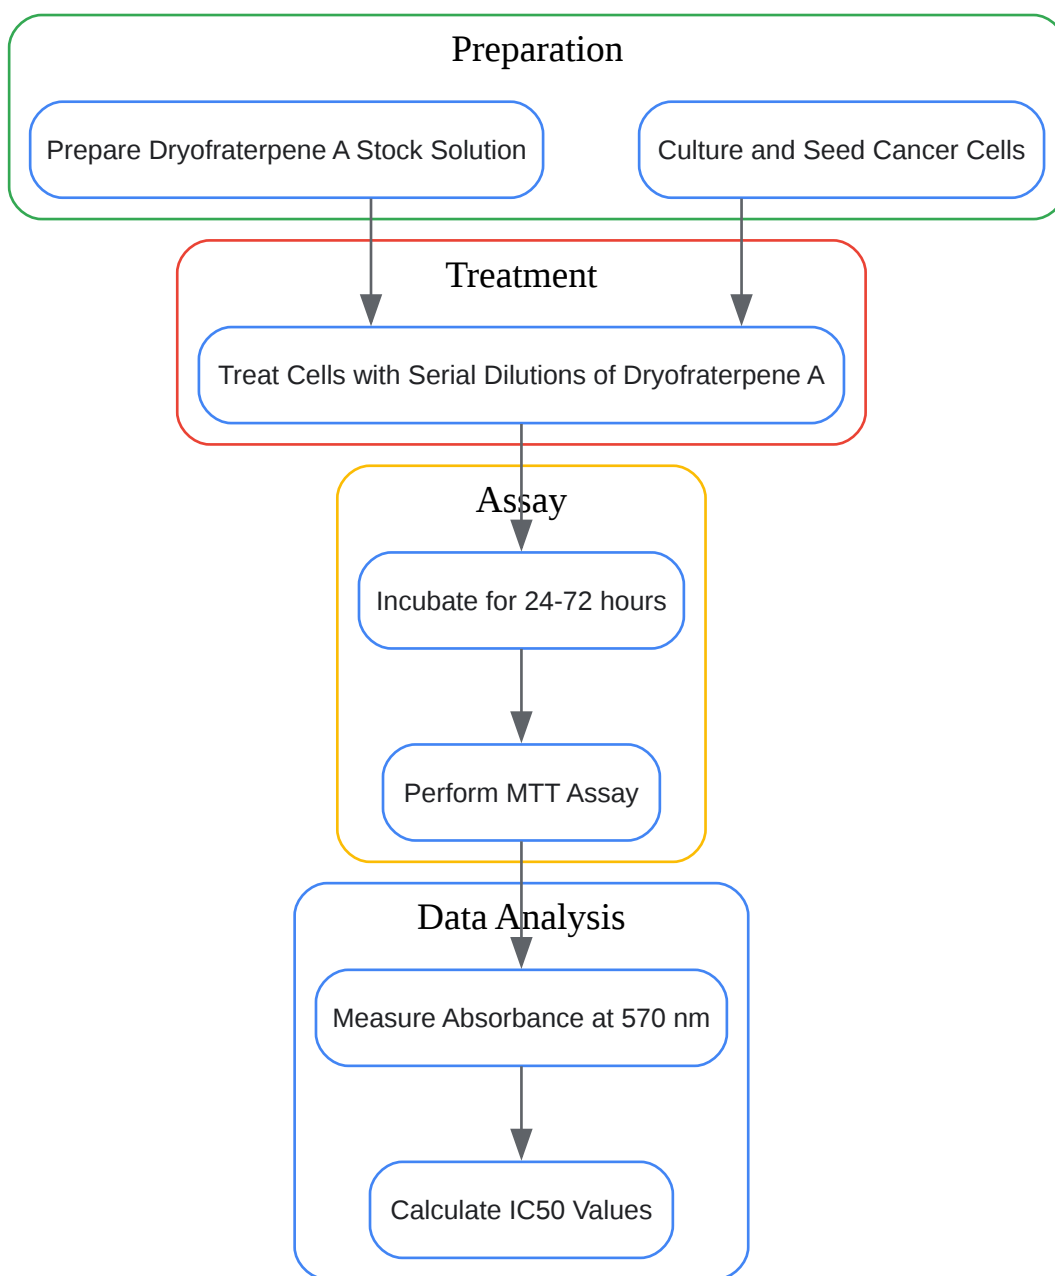 Preparation
Prepare Dryofraterpene A Stock Solution
Culture and Seed Cancer Cells
Treatment
Treat Cells with Serial Dilutions of Dryofraterpene A
Assay
Incubate for 24-72 hours
Perform MTT Assay
Data Analysis
Measure Absorbance at 570 nm
Calculate IC50 Values